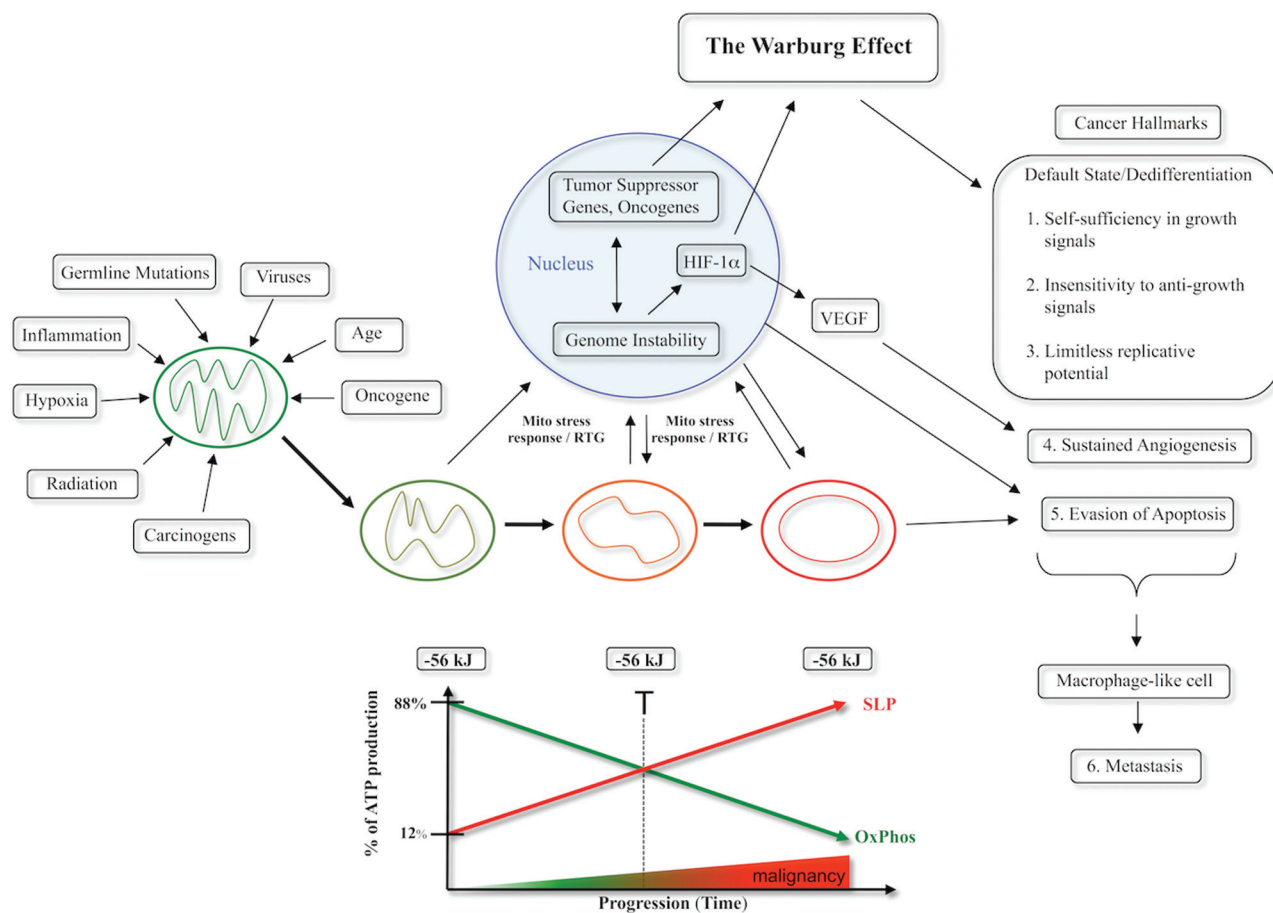 The Warburg Effect
Cancer Hallmarks
Default State/Dedifferentiation
1. Self-sufficiency in growth
signals
2. Insensitivity to anti-growth
signals
3. Limitless replicative
potential
Tumor Suppressor
Genes, Oncogenes
Nucleus
HIF-1α
Genome Instability
VEGF
Germline Mutations
Viruses
Inflammation
Age
Hypoxia
Oncogene
Radiation
Carcinogens
Mito stress
response / RTG
Mito stress
response / RTG
4. Sustained Angiogenesis
5. Evasion of Apoptosis
Macrophage-like cell
6. Metastasis
-56 kJ
-56 kJ
-56 kJ
88%
T
SLP
% of ATP production
12%
OxPhos
malignancy
Progression (Time)